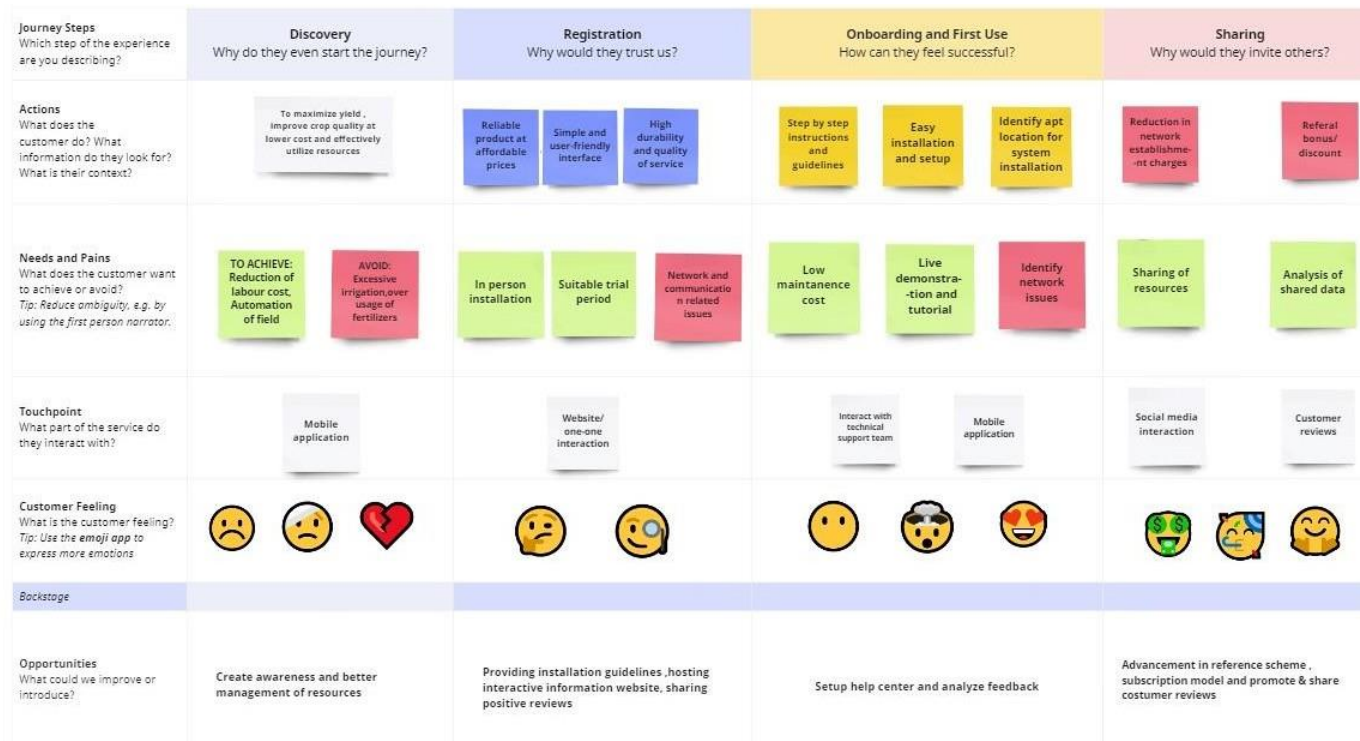 Journey Steps
Which step of the experience
are you describing?
Discovery
Why do they even start the journey?
Registration
Why would they trust us?
Onboarding and First Use
How can they feel successful?
Sharing
Why would they invite others?
Actions
What does the
customer do? What
information do they look for?
What is their context?
To maximize yield ,
improve crop quality at
lower cost and effectively
utilize resources
Reliable
product at
affordable
prices
Simple and
user-friendly
interface
High
durability
and quality
of service
Step by step
instructions
and
guidelines
Easy
installation
and setup
Identify apt
location for
system
installation
Reduction in
network
establishme-
-nt charges
Referal
bonus/
discount
Needs and Pains
What does the customer want
to achieve or avoid?
Tip: Reduce ambiguity, e.g. by
using the first person narrator.
TO ACHIEVE:
Reduction of
labour cost,
Automation
of field
AVOID:
Excessive
irrigation,over
usage of
fertilizers
In person
installation
Suitable trial
period
Network and
communicatio
n related
issues
Low
maintanence
cost
Live
demonstra-
-tion and
tutorial
Identify
network
issues
Sharing of
resources
Analysis of
shared data
Touchpoint
What part of the service do
they interact with?
Mobile
application
Website/
one-one
interaction
Interact with
technical
support team
Mobile
application
Social media
interaction
Customer
reviews
Customer Feeling
What is the customer feeling?
Tip: Use the emoji app to
express more emotions
Backstage
Opportunities
What could we improve or
introduce?
Create awareness and better
management of resources
Providing installation guidelines ,hosting
interactive information website, sharing
positive reviews
Setup help center and analyze feedback
Advancement in reference scheme ,
subscription model and promote & share
costumer reviews